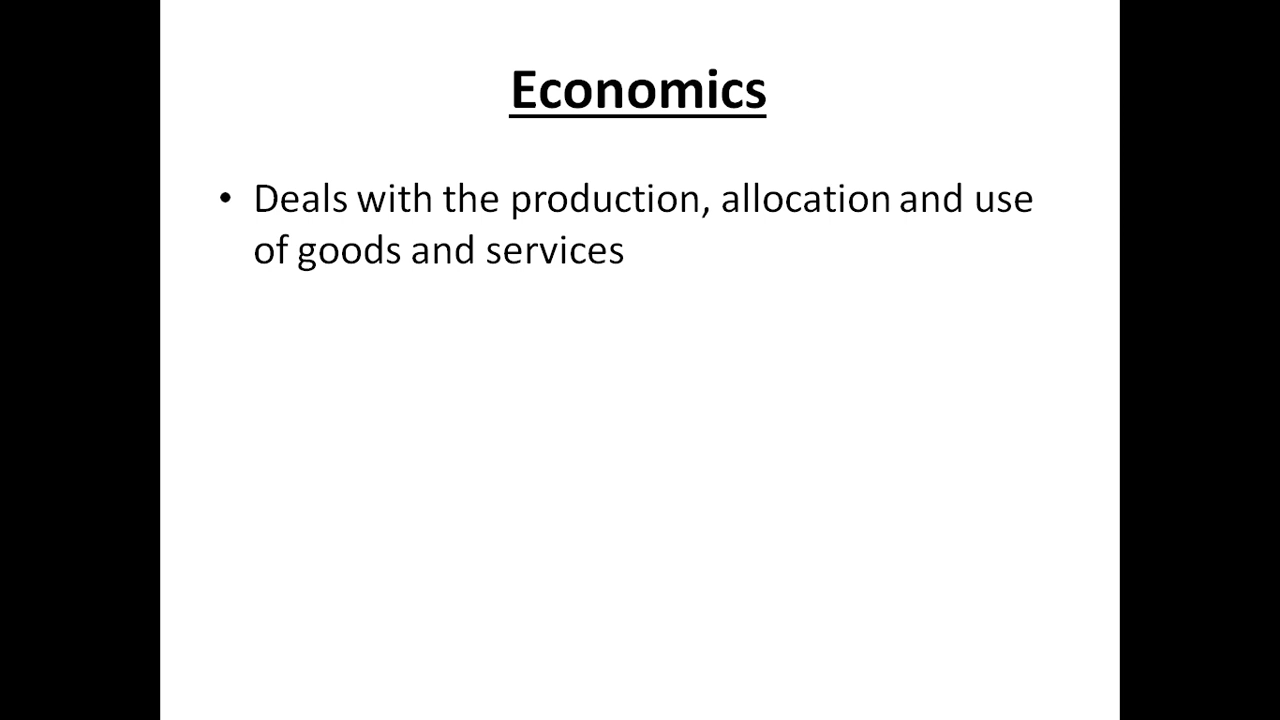 Economics
• Deals with the production, allocation and use
of goods and services